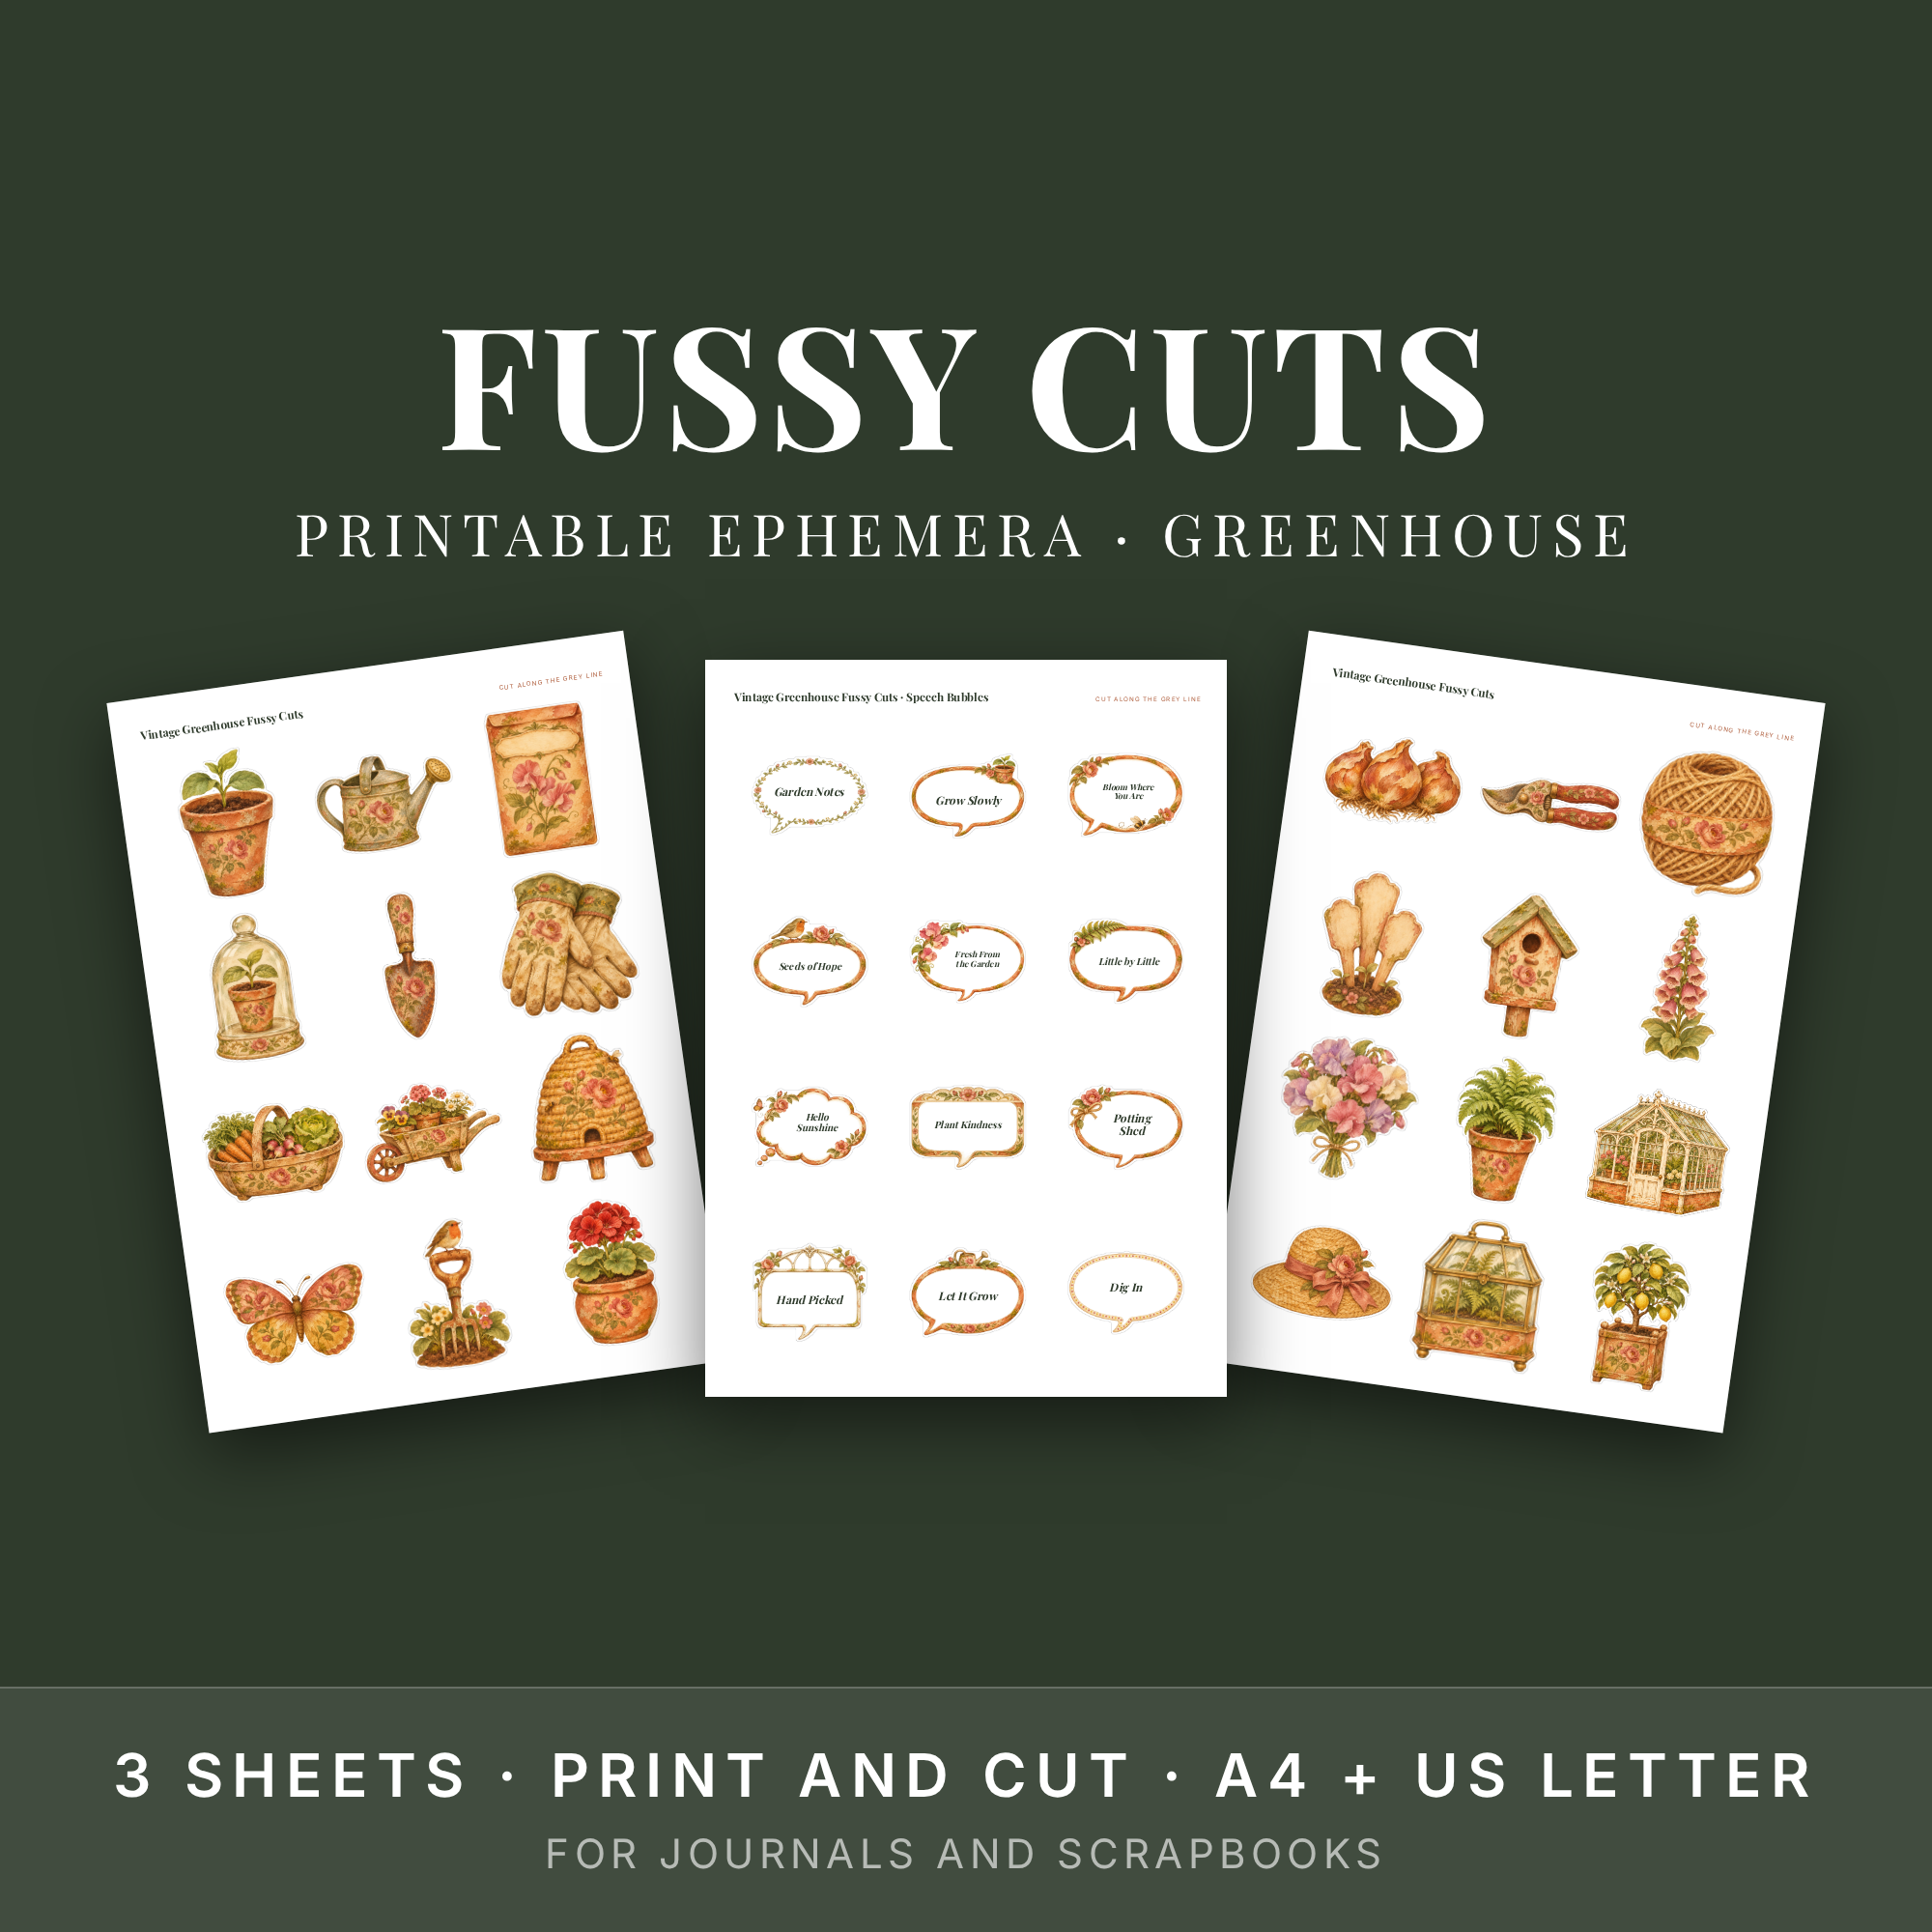 FUSSY CUTS
PRINTABLE EPHEMERA · GREENHOUSE
Vintage Greenhouse Fussy Cuts
CUT ALONG THE GREY LINE
Vintage Greenhouse Fussy Cuts · Speech Bubbles
CUT ALONG THE GREY LINE
Garden Notes
Grow Slowly
Bloom Where
You Are
Seeds of Hope
Fresh From
the Garden
Little by Little
Hello
Sunshine
Plant Kindness
Potting
Shed
Hand Picked
Let It Grow
Dig In
Vintage Greenhouse Fussy Cuts
CUT ALONG THE GREY LINE
3 SHEETS · PRINT AND CUT · A4 + US LETTER
FOR JOURNALS AND SCRAPBOOKS